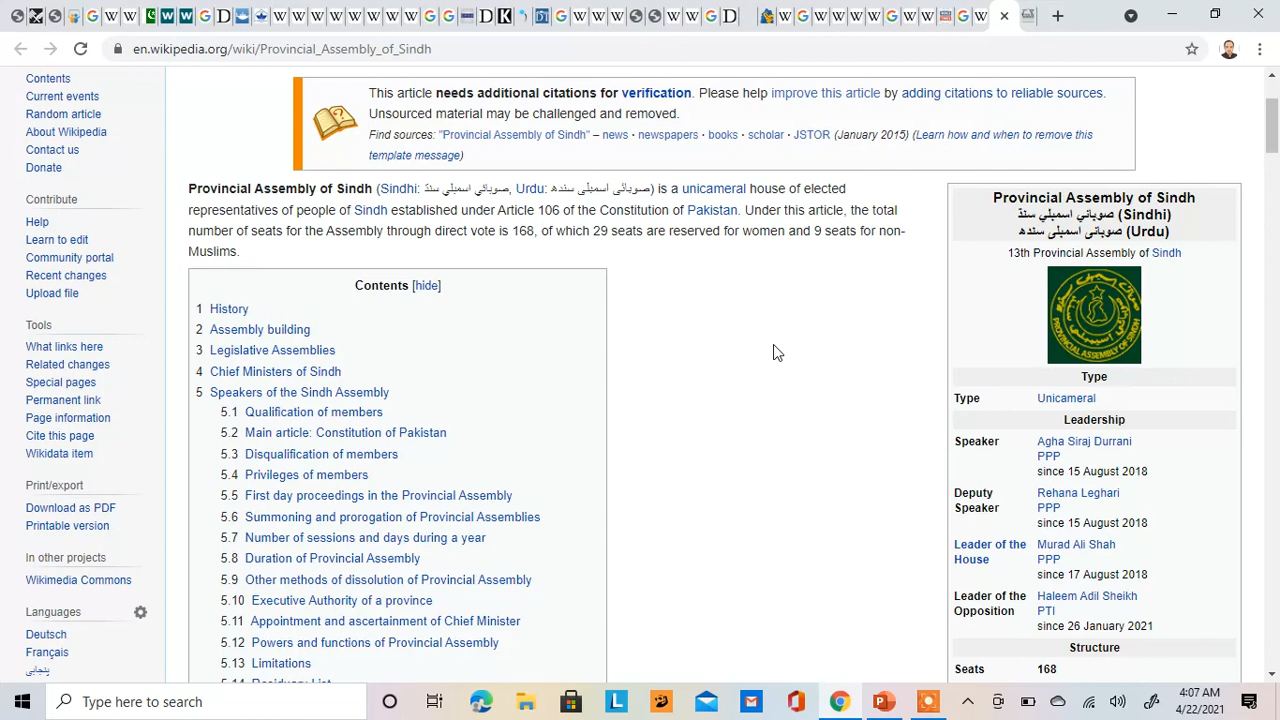 en.wikipedia.org/wiki/Provincial_Assembly_of_Sindh
Contents
Current events
Random article
About Wikipedia
Contact us
Donate
Contribute
Help
Learn to edit
Community portal
Recent changes
Upload file
Tools
What links here
Related changes
Special pages
Permanent link
Page information
Cite this page
Wikidata item
Print/export
Download as PDF
Printable version
In other projects
Wikimedia Commons
Languages
Deutsch
Français
پنجابی
This article needs additional citations for verification. Please help improve this article by adding citations to reliable sources.
Unsourced material may be challenged and removed.
Find sources: "Provincial Assembly of Sindh" – news · newspapers · books · scholar · JSTOR (January 2015) (Learn how and when to remove this
template message)
Provincial Assembly of Sindh (Sindhi: صوبائي اسيمبلي سنڌ, Urdu: صوبائی اسمبلی سندھ) is a unicameral house of elected
representatives of people of Sindh established under Article 106 of the Constitution of Pakistan. Under this article, the total
number of seats for the Assembly through direct vote is 168, of which 29 seats are reserved for women and 9 seats for non-
Muslims.
Contents [hide]
1 History
2 Assembly building
3 Legislative Assemblies
4 Chief Ministers of Sindh
5 Speakers of the Sindh Assembly
5.1 Qualification of members
5.2 Main article: Constitution of Pakistan
5.3 Disqualification of members
5.4 Privileges of members
5.5 First day proceedings in the Provincial Assembly
5.6 Summoning and prorogation of Provincial Assemblies
5.7 Number of sessions and days during a year
5.8 Duration of Provincial Assembly
5.9 Other methods of dissolution of Provincial Assembly
5.10 Executive Authority of a province
5.11 Appointment and ascertainment of Chief Minister
5.12 Powers and functions of Provincial Assembly
5.13 Limitations
5.14 Residuary List
Provincial Assembly of Sindh
صوبائي اسيمبلي سنڌ (Sindhi)
صوبائی اسمبلی سندھ (Urdu)
13th Provincial Assembly of Sindh
PROVINCIAL ASSEMBLY OF SINDH
Type
Type Unicameral
Leadership
Speaker Agha Siraj Durrani
PPP
since 15 August 2018
Deputy Speaker Rehana Leghari
PPP
since 15 August 2018
Leader of the House Murad Ali Shah
PPP
since 17 August 2018
Leader of the Opposition Haleem Adil Sheikh
PTI
since 26 January 2021
Structure
Seats 168
Type here to search
4:07 AM
4/22/2021